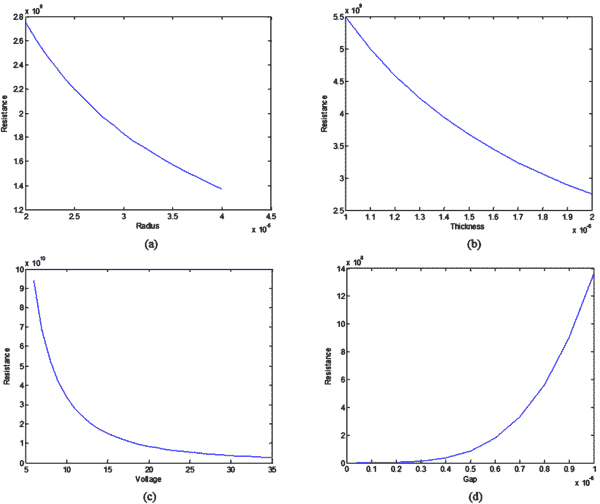 x 10^9
2.8
2.6
2.4
2.2
2
1.8
1.6
1.4
1.2
Resistance
2 2.5 3 3.5 4 4.5
Radius
x 10^-6
(a)
x 10^9
5.5
5
4.5
4
3.5
3
2.5
Resistance
1 1.1 1.2 1.3 1.4 1.5 1.6 1.7 1.8 1.9 2
Thickness
x 10^-6
(b)
x 10^10
10
9
8
7
6
5
4
3
2
1
0
Resistance
5 10 15 20 25 30 35
Voltage
(c)
x 10^8
14
12
10
8
6
4
2
0
Resistance
0 0.1 0.2 0.3 0.4 0.5 0.6 0.7 0.8 0.9 1
Gap
x 10^-6
(d)